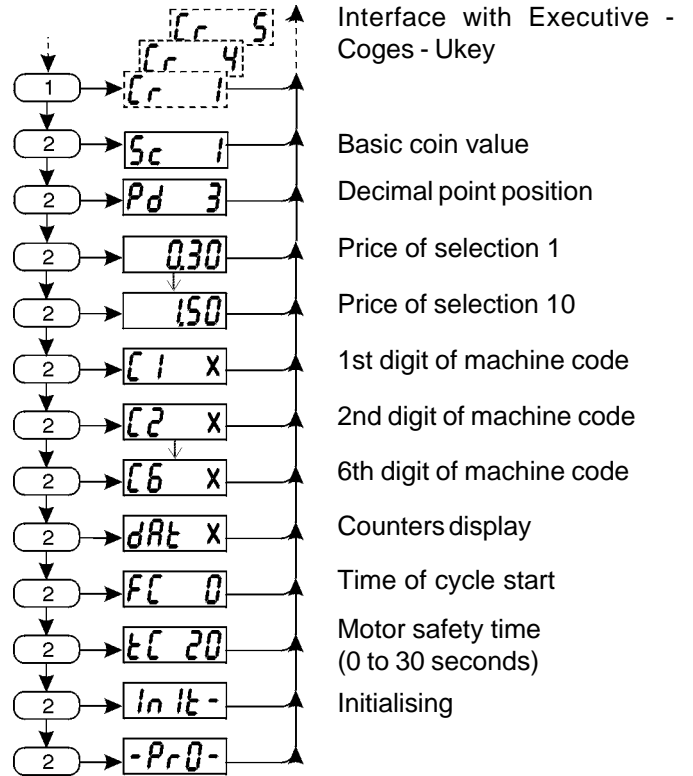 Cr 5
Interface with Executive -
Cr 4
Coges - Ukey
1 Cr 1
2 Sc 1 Basic coin value
2 Pd 3 Decimal point position
2 0.30 Price of selection 1
2 1.50 Price of selection 10
2 C1 X 1st digit of machine code
2 C2 X 2nd digit of machine code
2 C6 X 6th digit of machine code
2 dAt X Counters display
2 FC 0 Time of cycle start
2 tC 20 Motor safety time
(0 to 30 seconds)
2 InIt- Initialising
2 -Pr0-